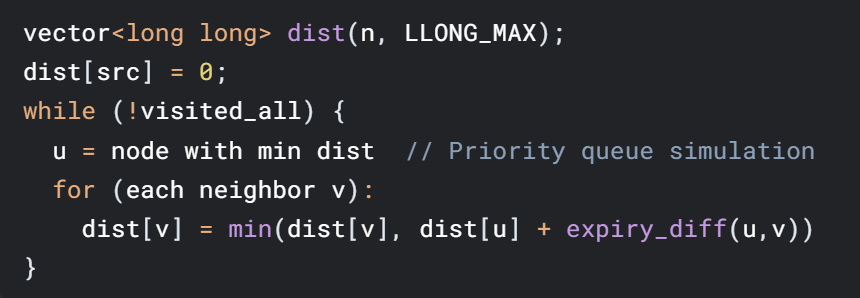 vector<long long> dist(n, LLONG_MAX);
dist[src] = 0;
while (!visited_all) {
  u = node with min dist  // Priority queue simulation
  for (each neighbor v):
    dist[v] = min(dist[v], dist[u] + expiry_diff(u,v))
}